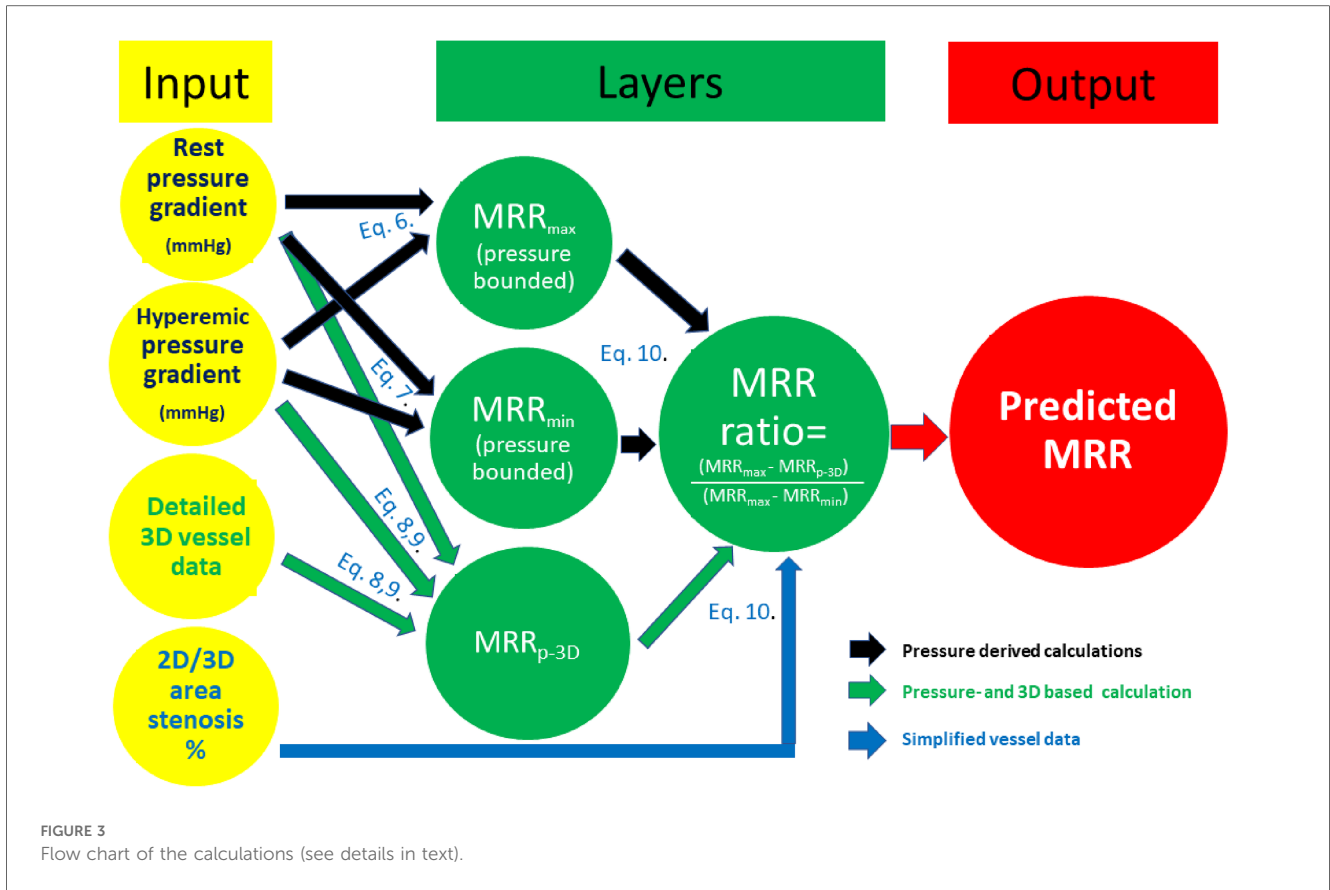 Input
Layers
Output
Rest
pressure
gradient
(mmHg)
Hyperemic
pressure
gradient
(mmHg)
Detailed
3D vessel
data
2D/3D
area
stenosis
%
Eq. 6.
Eq. 7.
Eq. 8,9.
Eq. 8,9.
MRRmax
(pressure
bounded)
MRRmin
(pressure
bounded)
MRRp-3D
Eq. 10.
Eq. 10.
MRR
ratio=
(MRRmax- MRRp-3D)
(MRRmax- MRRmin)
Predicted
MRR
Pressure derived calculations
Pressure- and 3D based calculation
Simplified vessel data
FIGURE 3
Flow chart of the calculations (see details in text).